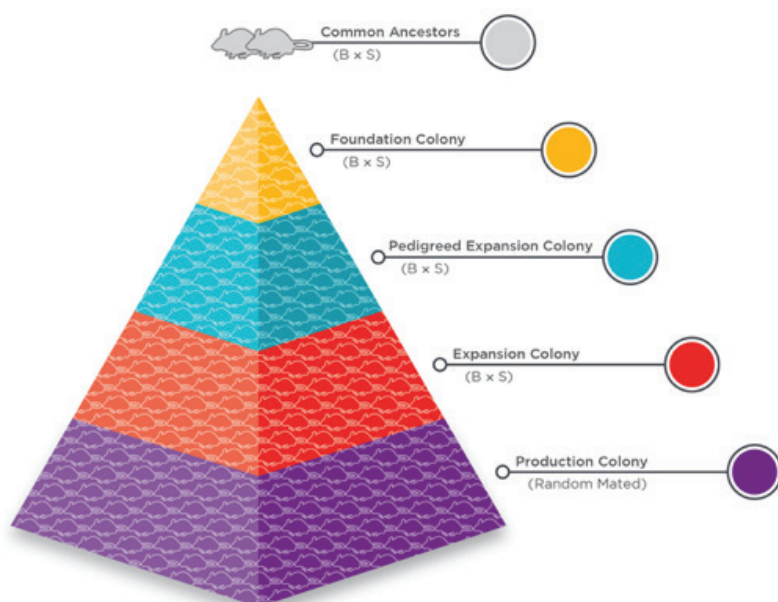 Common Ancestors
(B × S)
Foundation Colony
(B × S)
Pedigreed Expansion Colony
(B × S)
Expansion Colony
(B × S)
Production Colony
(Random Mated)